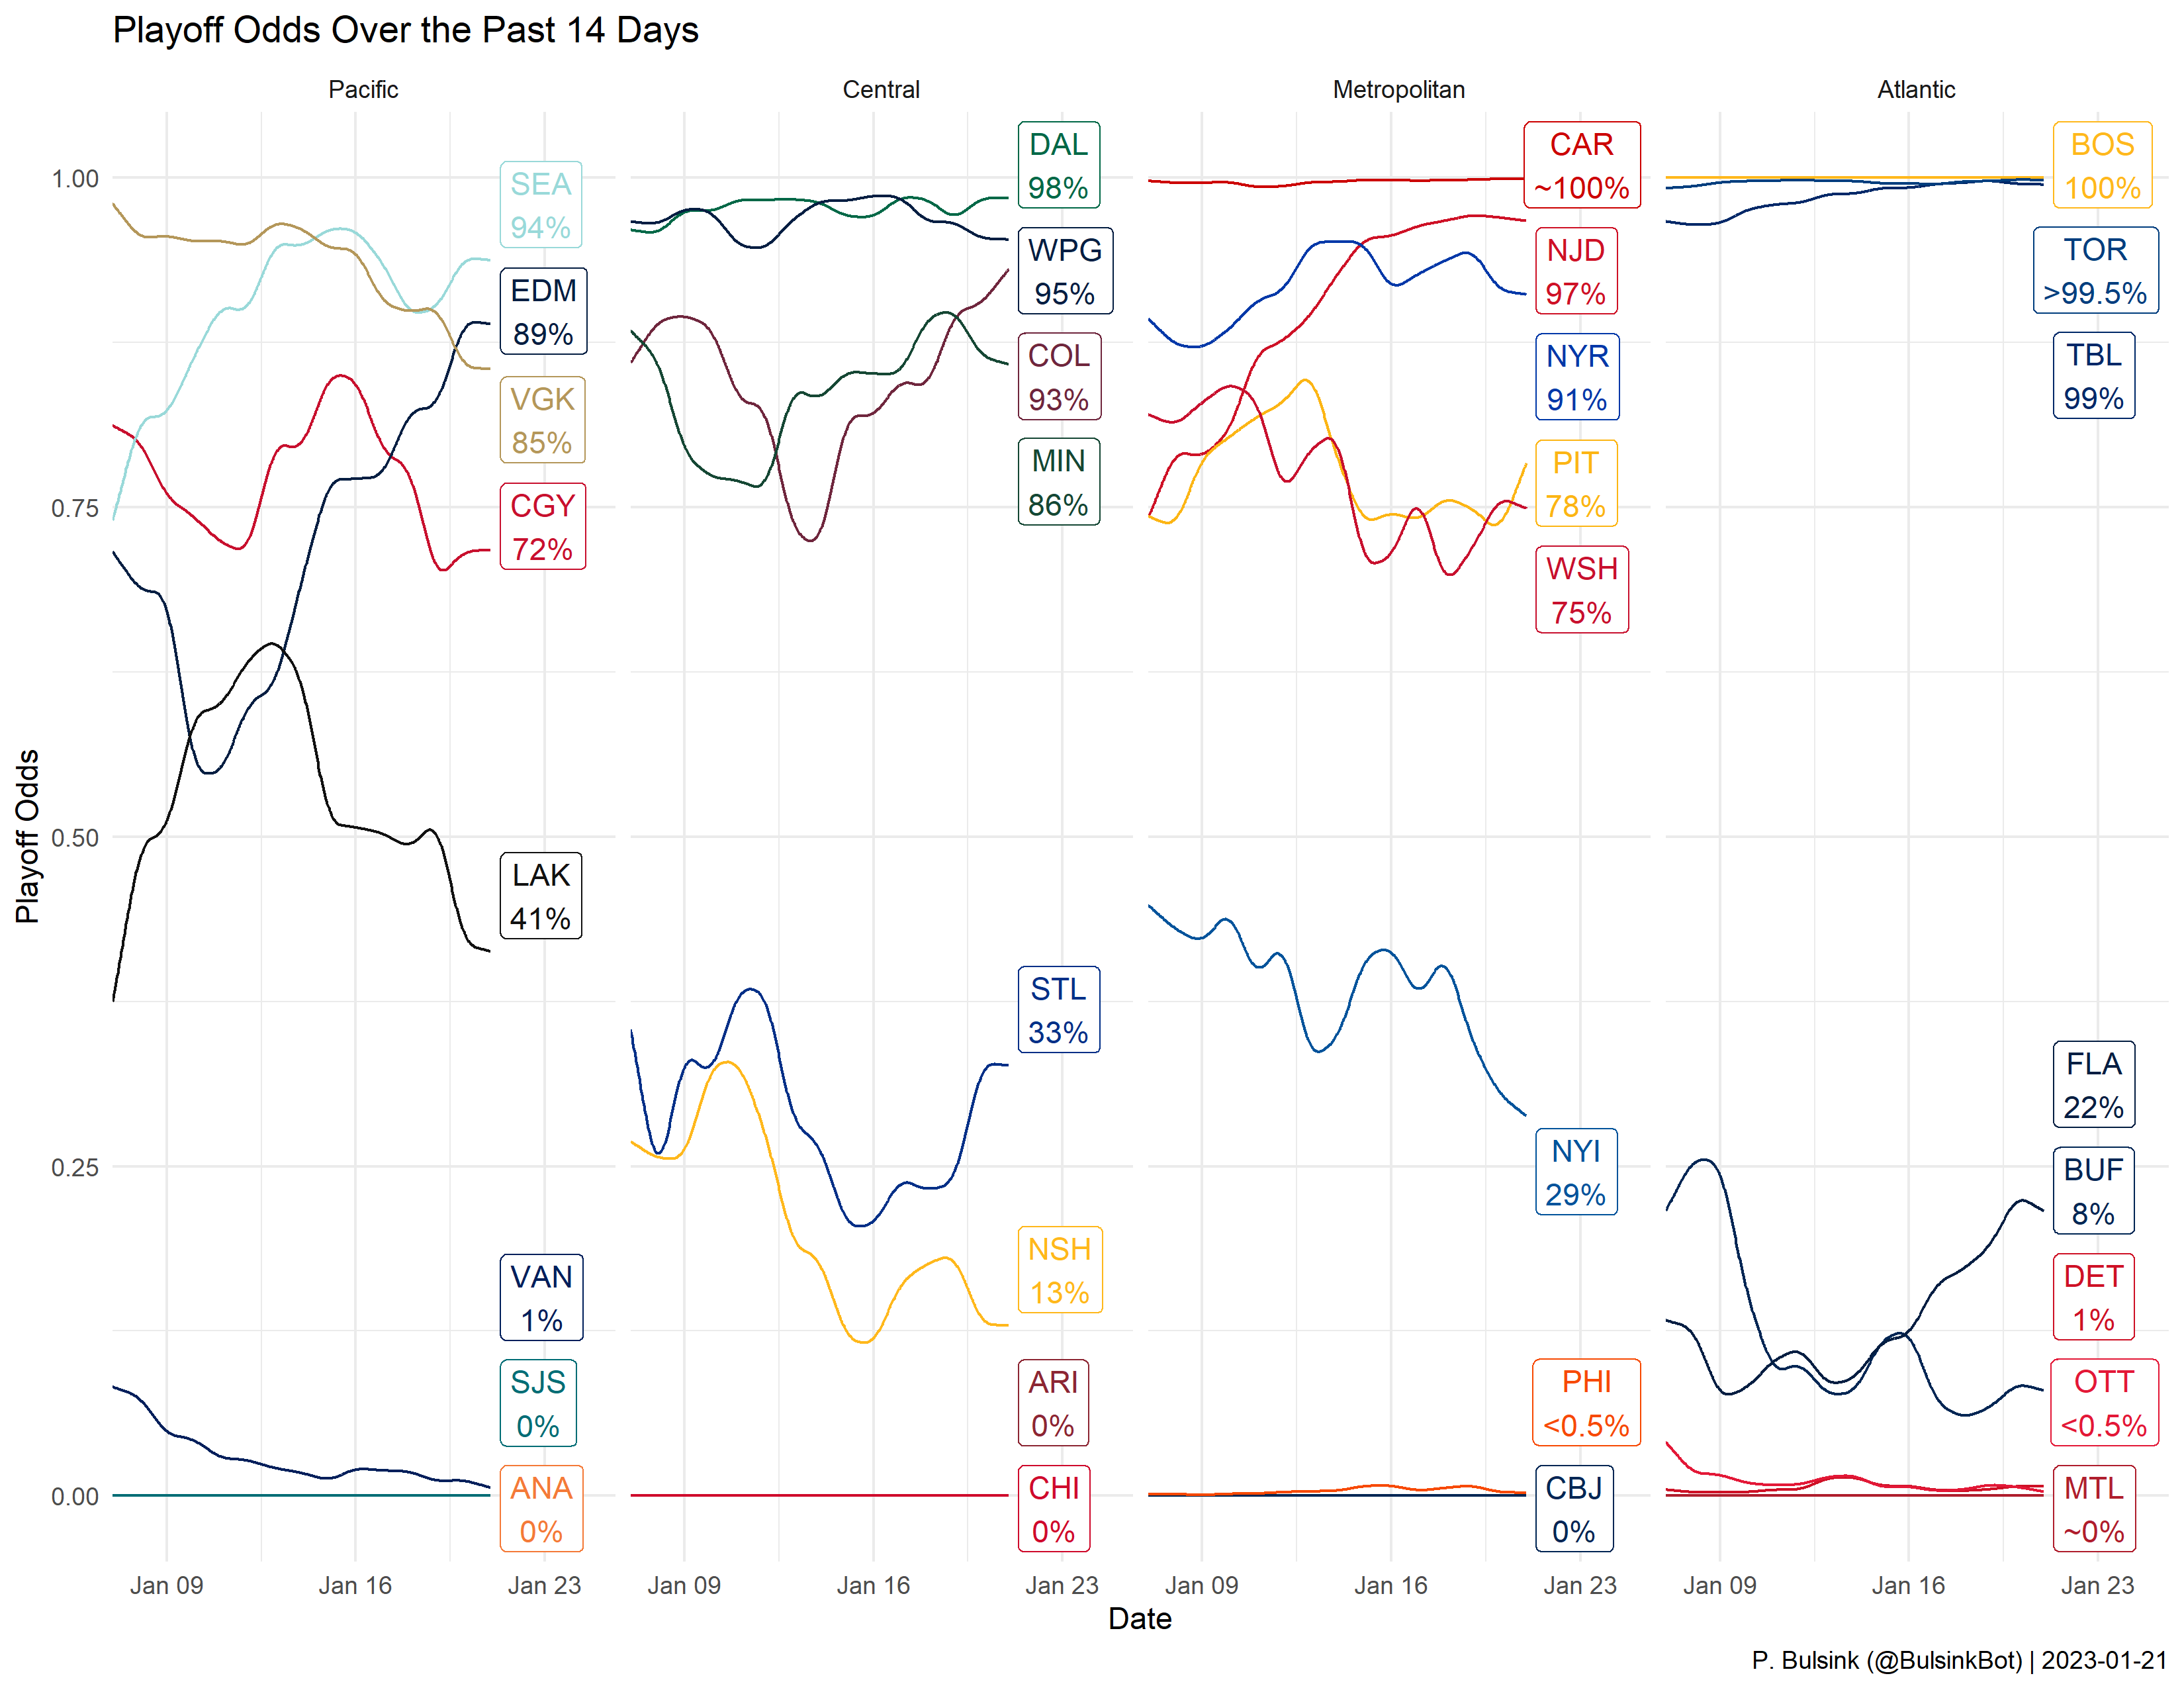 Playoff Odds Over the Past 14 Days
Pacific
Central
Metropolitan
Atlantic
Playoff Odds
1.00
0.75
0.50
0.25
0.00
SEA
94%
EDM
89%
VGK
85%
CGY
72%
LAK
41%
VAN
1%
SJS
0%
ANA
0%
DAL
98%
WPG
95%
COL
93%
MIN
86%
STL
33%
NSH
13%
ARI
0%
CHI
0%
CAR
~100%
NJD
97%
NYR
91%
PIT
78%
WSH
75%
NYI
29%
PHI
<0.5%
CBJ
0%
BOS
100%
TOR
>99.5%
TBL
99%
FLA
22%
BUF
8%
DET
1%
OTT
<0.5%
MTL
~0%
Jan 09
Jan 16
Jan 23
Jan 09
Jan 16
Jan 23
Jan 09
Jan 16
Jan 23
Jan 09
Jan 16
Jan 23
Date
P. Bulsink (@BulsinkBot) | 2023-01-21